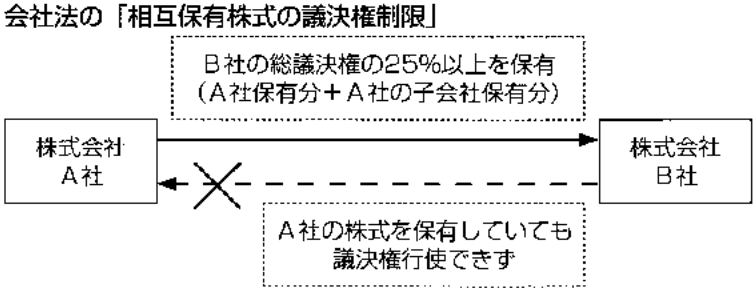 会社法の「相互保有株式の議決権制限」
B社の総議決権の25%以上を保有
(A社保有分+A社の子会社保有分)
株式会社
A社
株式会社
B社
A社の株式を保有していても
議決権行使できず